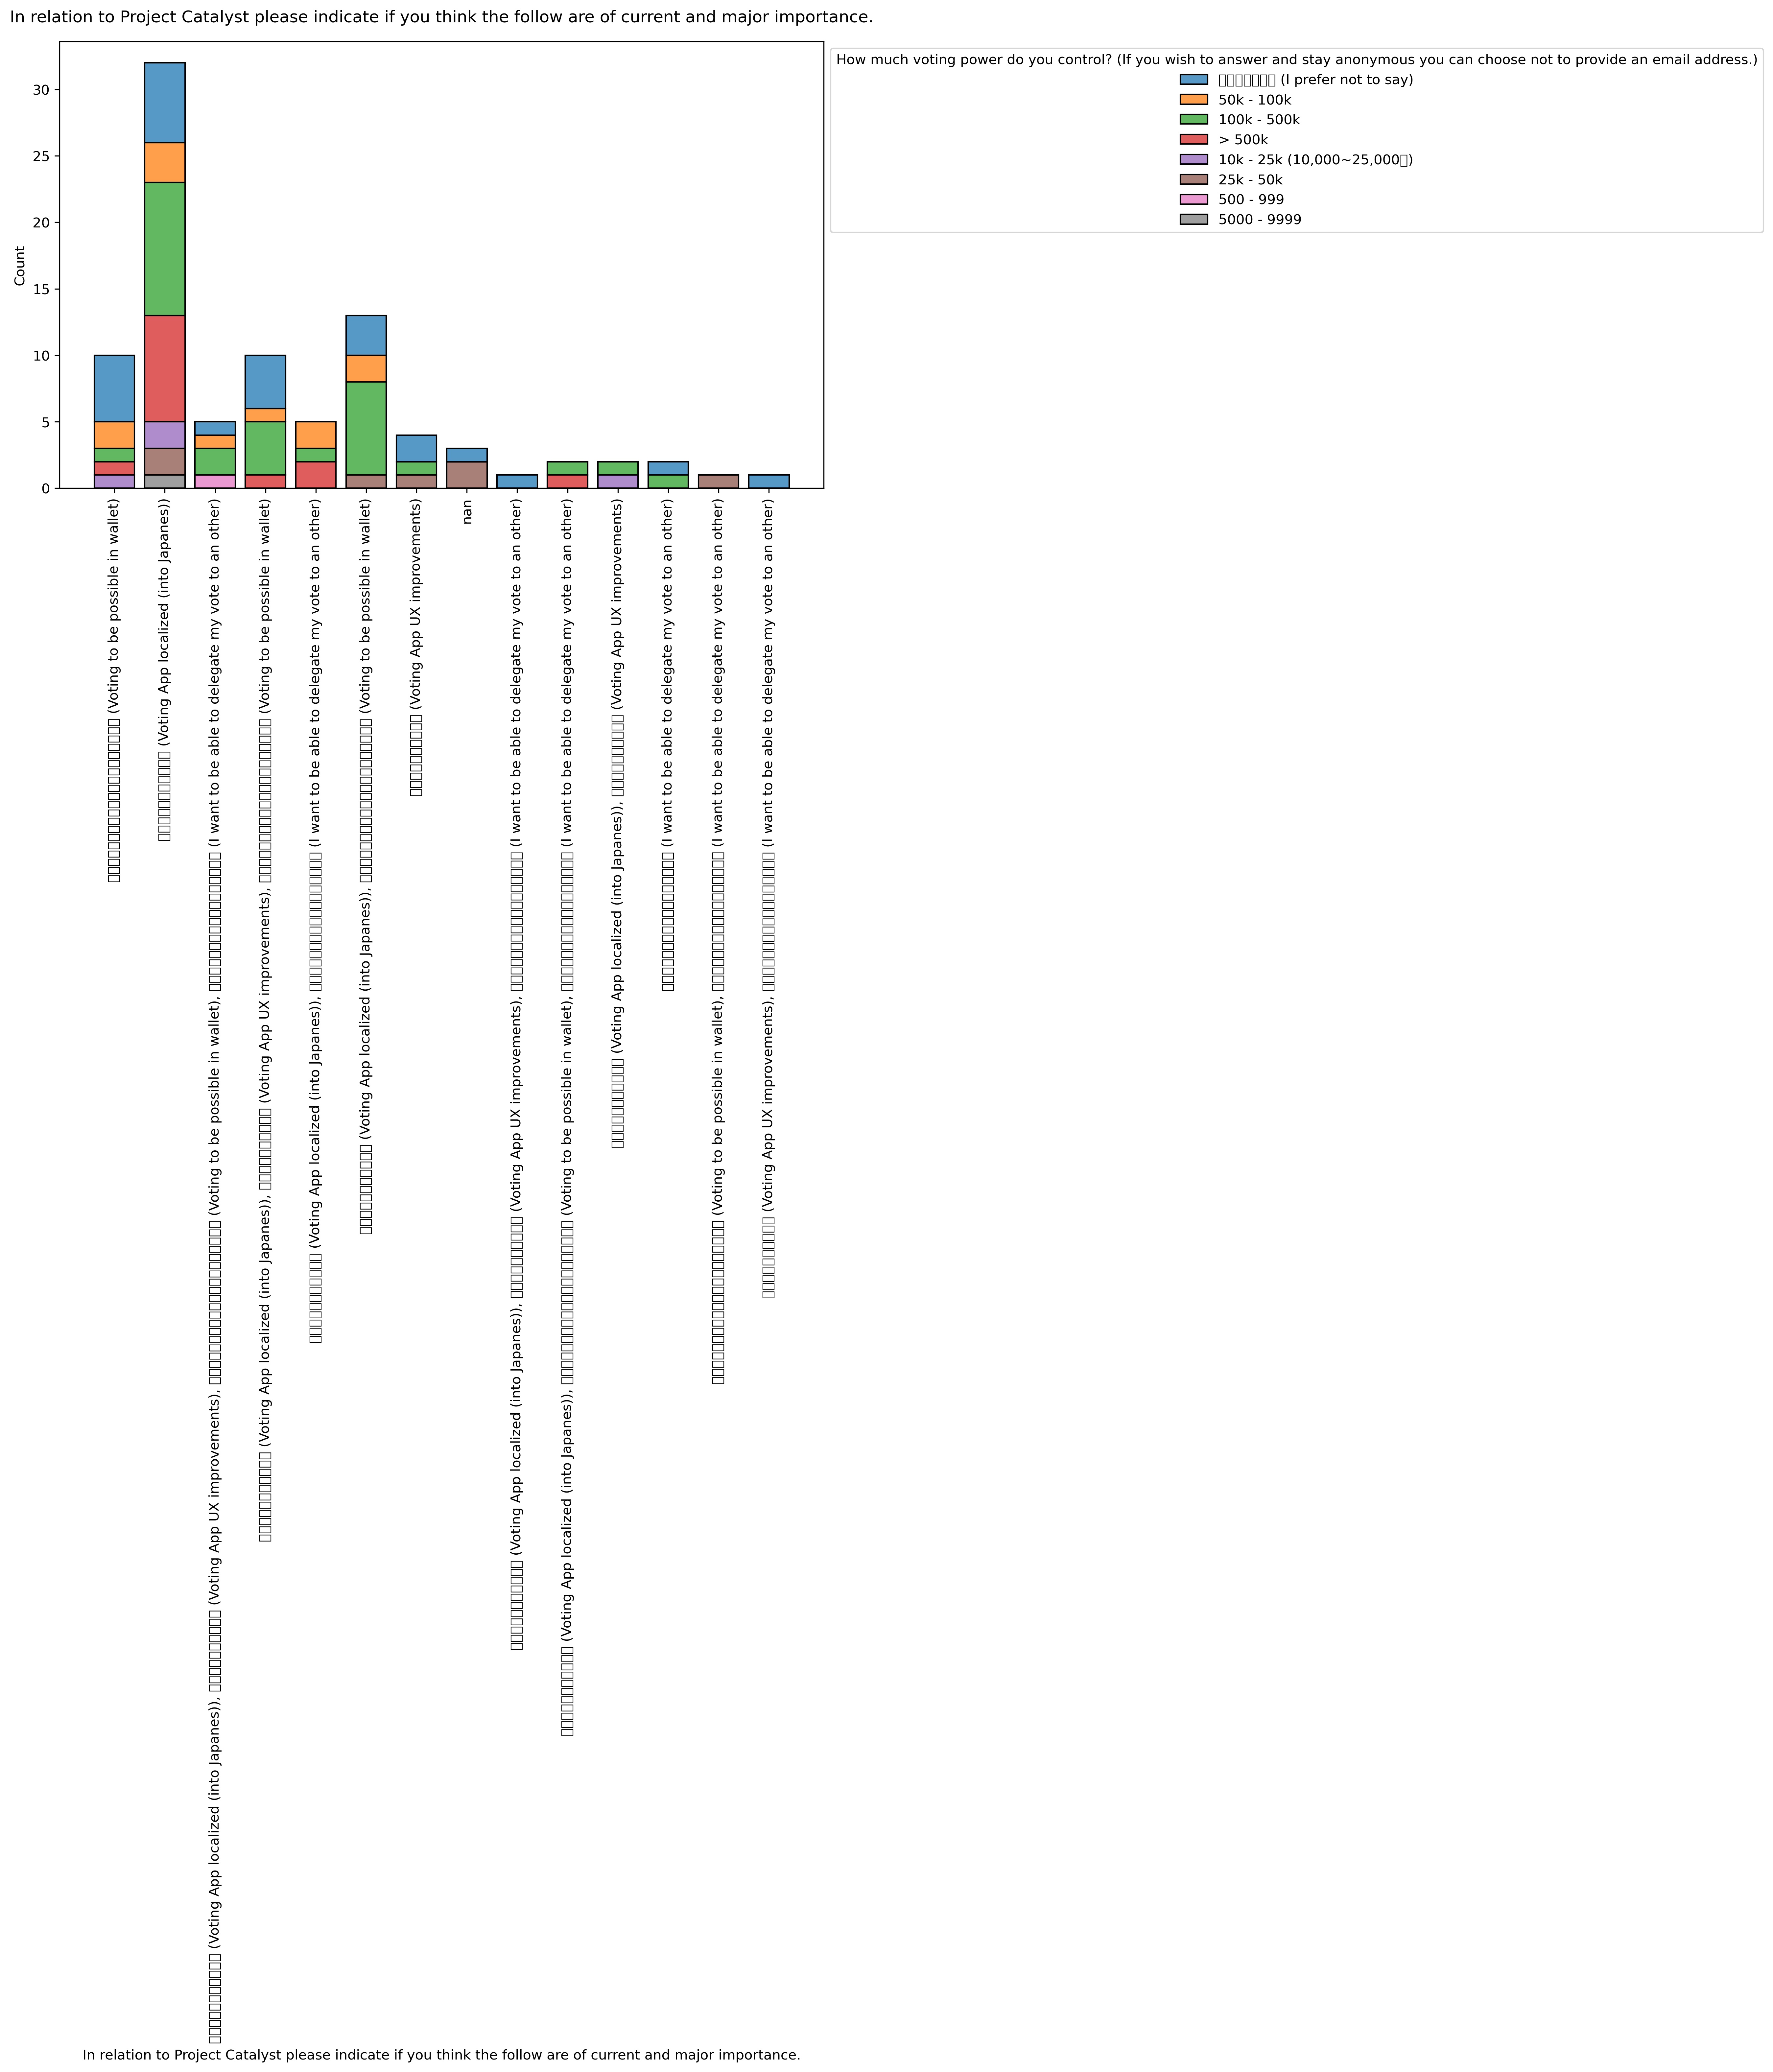 In relation to Project Catalyst please indicate if you think the follow are of current and major importance.
How much voting power do you control? (If you wish to answer and stay anonymous you can choose not to provide an email address.)
(I prefer not to say)
50k - 100k
100k - 500k
> 500k
10k - 25k (10,000~25,000)
25k - 50k
500 - 999
5000 - 9999
Count
30
25
20
15
10
5
0
(Voting to be possible in wallet)
(Voting App localized (into Japanes))
(Voting App localized (into Japanes)), (Voting App UX improvements), (Voting to be possible in wallet), (I want to be able to delegate my vote to an other)
(Voting App localized (into Japanes)), (Voting App UX improvements), (Voting to be possible in wallet)
(Voting App localized (into Japanes)), (I want to be able to delegate my vote to an other)
(Voting App localized (into Japanes)), (Voting to be possible in wallet)
(Voting App UX improvements)
nan
(Voting App localized (into Japanes)), (Voting App UX improvements), (I want to be able to delegate my vote to an other)
(Voting App localized (into Japanes)), (Voting to be possible in wallet), (I want to be able to delegate my vote to an other)
(Voting App localized (into Japanes)), (Voting App UX improvements)
(I want to be able to delegate my vote to an other)
(Voting to be possible in wallet), (I want to be able to delegate my vote to an other)
(Voting App UX improvements), (I want to be able to delegate my vote to an other)
In relation to Project Catalyst please indicate if you think the follow are of current and major importance.